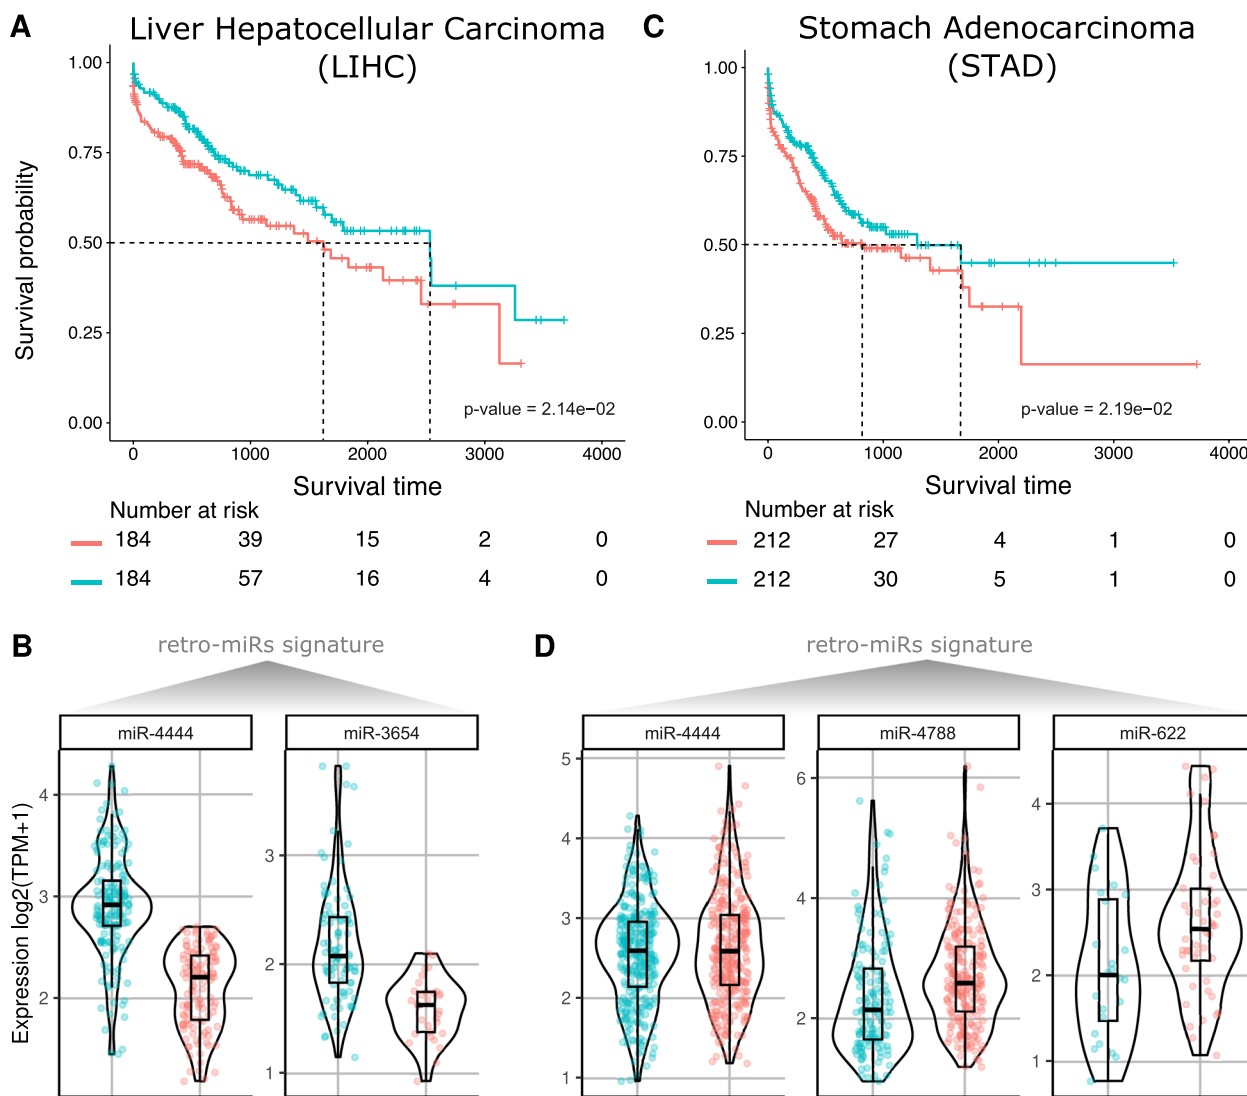 A
Liver Hepatocellular Carcinoma
(LIHC)
Survival probability
1.00
0.75
0.50
0.25
0.00
p-value = 2.14e−02
0 1000 2000 3000 4000
Survival time
Number at risk
184 39 15 2 0
184 57 16 4 0
C
Stomach Adenocarcinoma
(STAD)
1.00
0.75
0.50
0.25
0.00
p-value = 2.19e−02
0 1000 2000 3000 4000
Survival time
Number at risk
212 27 4 1 0
212 30 5 1 0
B
retro-miRs signature
miR-4444
miR-3654
Expression log2(TPM+1)
4
3
2
3
2
1
D
retro-miRs signature
miR-4444
miR-4788
miR-622
5
4
3
2
1
6
4
2
4
3
2
1